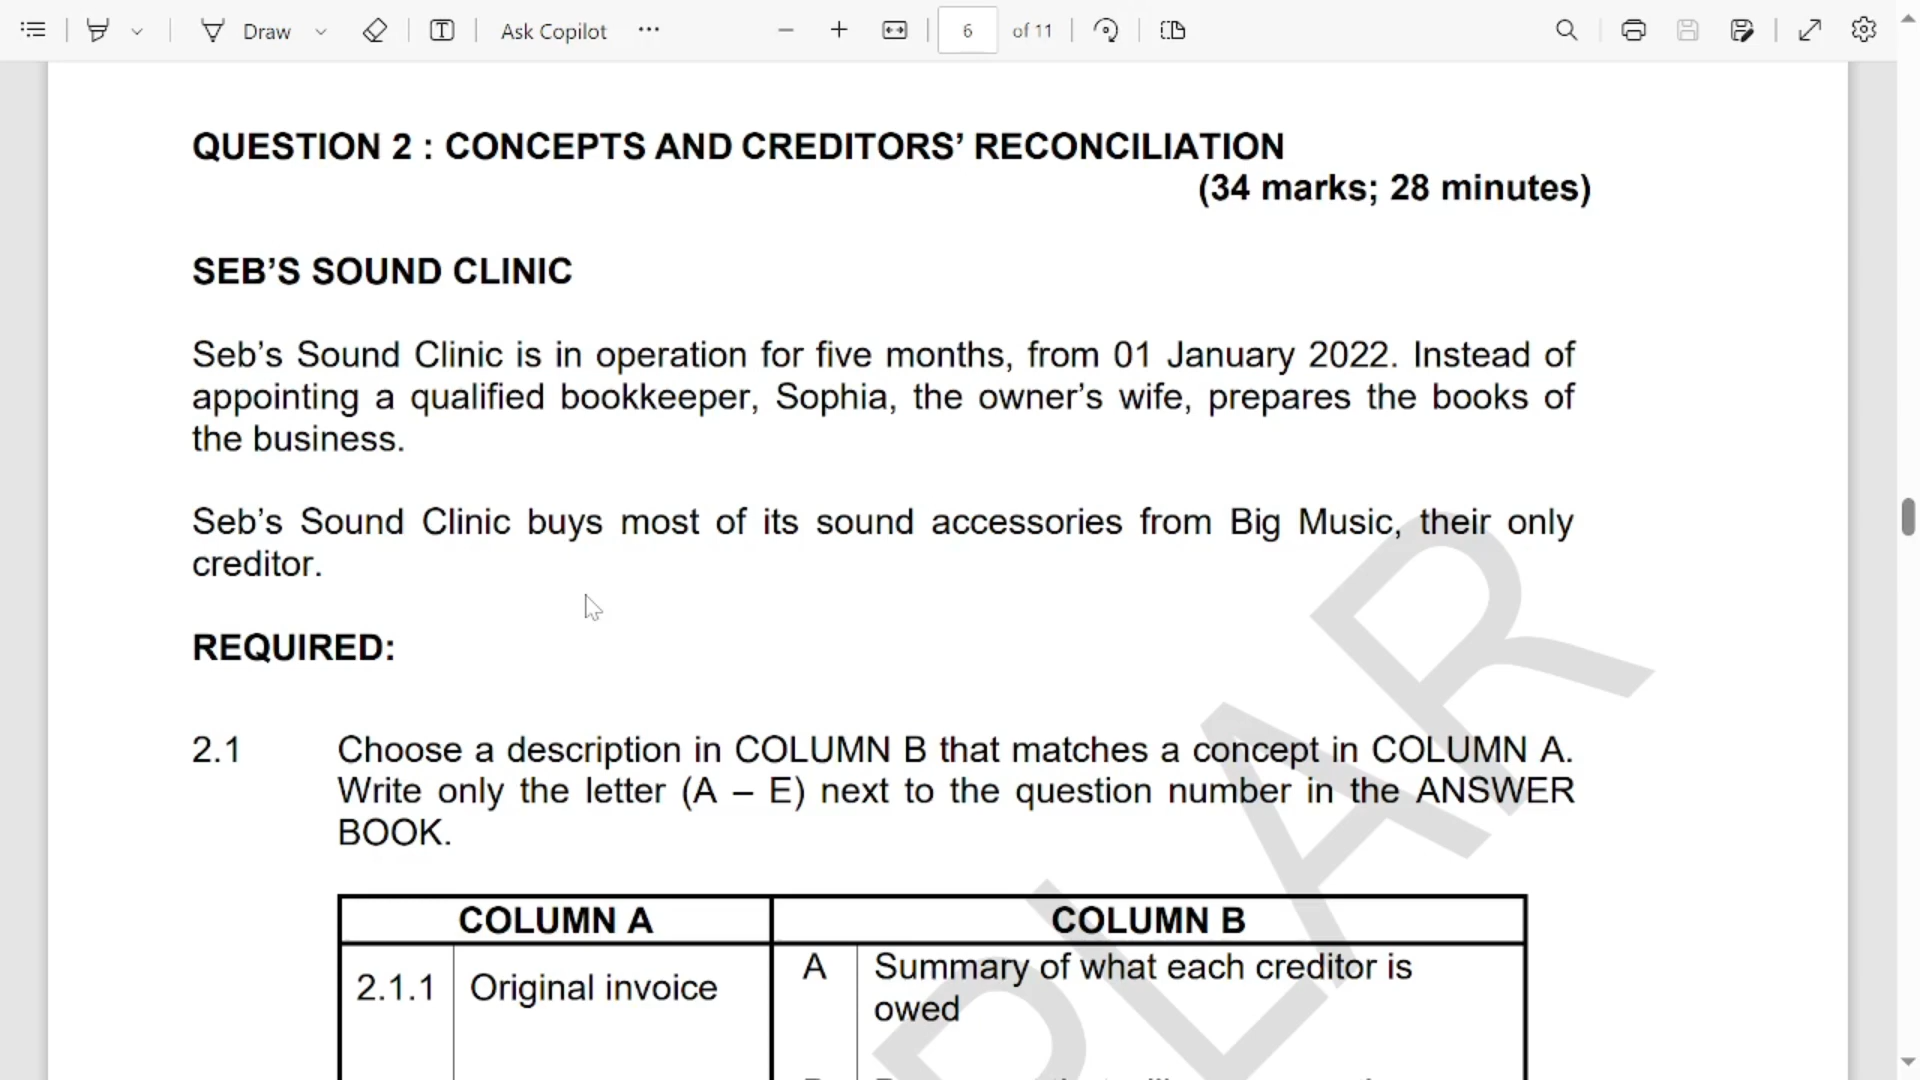 Draw
Ask Copilot
6
of 11
QUESTION 2 : CONCEPTS AND CREDITORS’ RECONCILIATION
(34 marks; 28 minutes)
SEB’S SOUND CLINIC
Seb’s Sound Clinic is in operation for five months, from 01 January 2022. Instead of
appointing a qualified bookkeeper, Sophia, the owner’s wife, prepares the books of
the business.
Seb’s Sound Clinic buys most of its sound accessories from Big Music, their only
creditor.
REQUIRED:
2.1 Choose a description in COLUMN B that matches a concept in COLUMN A.
Write only the letter (A – E) next to the question number in the ANSWER
BOOK.
COLUMN A COLUMN B
2.1.1 Original invoice A Summary of what each creditor is
owed
PLAR